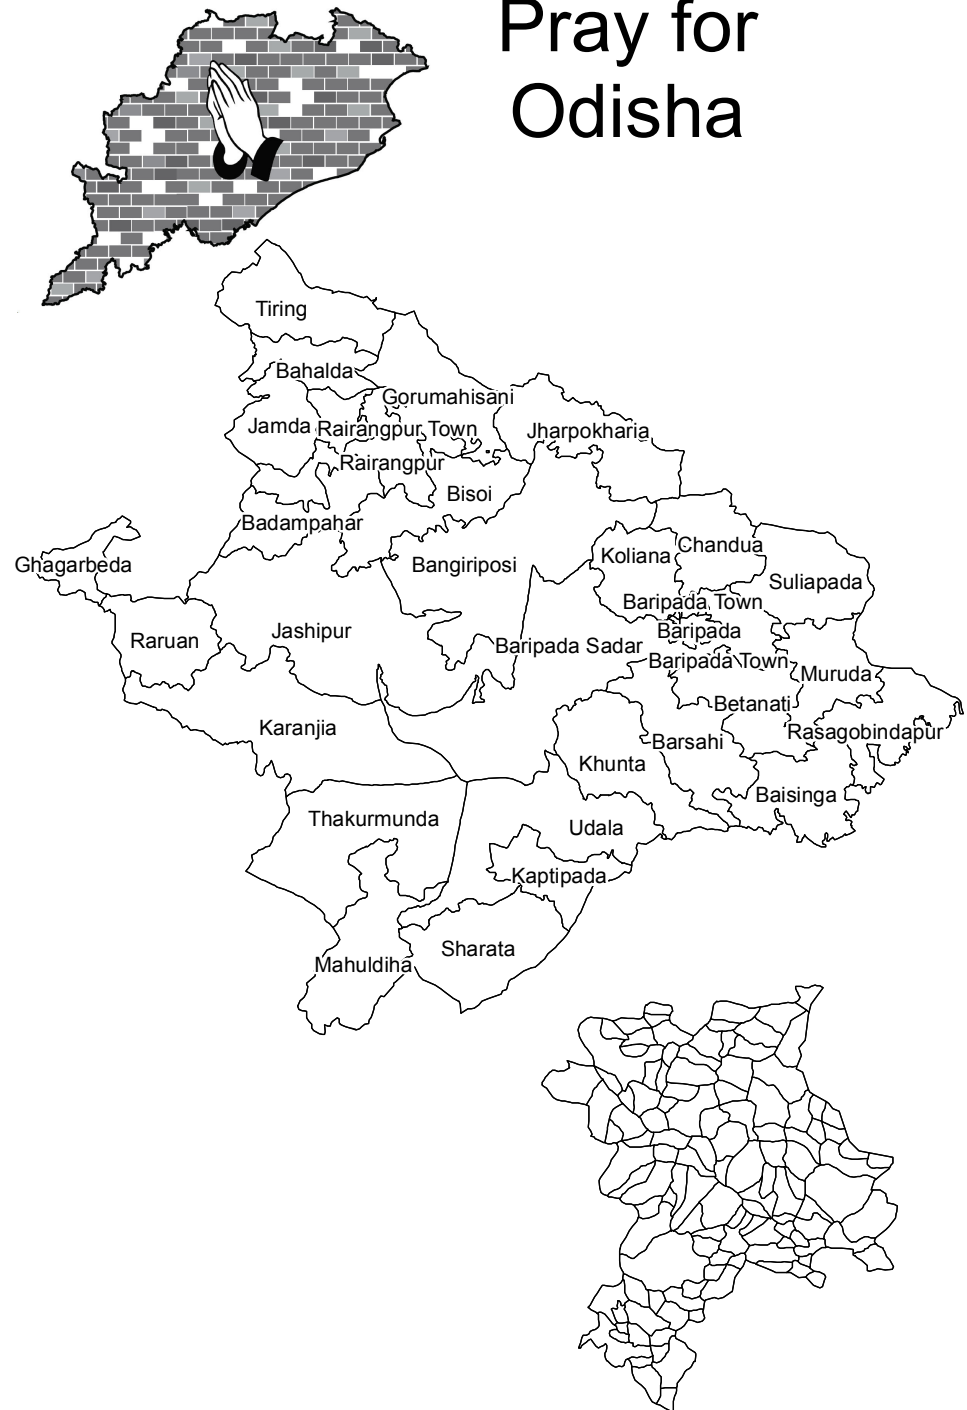 Pray for
Odisha
Tiring
Bahalda
Gorumahisani
Jamda
Rairangpur Town
Jharpokharia
Rairangpur
Bisoi
Badampahar
Ghagarbeda
Bangiriposi
Koliana
Chandua
Suliapada
Baripada Town
Raruan
Jashipur
Baripada Sadar
Baripada
Baripada Town
Muruda
Betanati
Karanjia
Barsahi
Rasagobindapur
Khunta
Baisinga
Thakurmunda
Udala
Kaptipada
Sharata
Mahuldiha